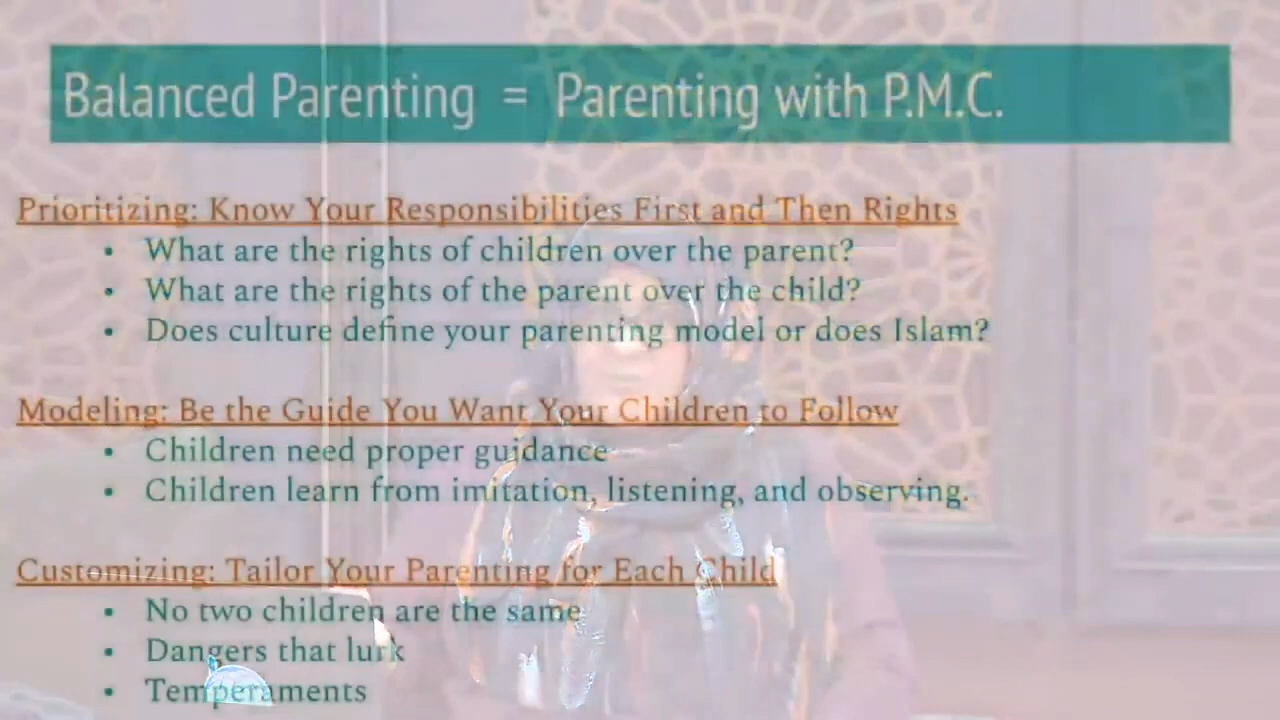 Balanced Parenting = Parenting with P.M.C.
Prioritizing: Know Your Responsibilities First and Then Rights
• What are the rights of children over the parent?
• What are the rights of the parent over the child?
• Does culture define your parenting model or does Islam?
Modeling: Be the Guide You Want Your Children to Follow
• Children need proper guidance
• Children learn from imitation, listening, and observing.
Customizing: Tailor Your Parenting for Each Child
• No two children are the same
• Dangers that lurk
• Temperaments